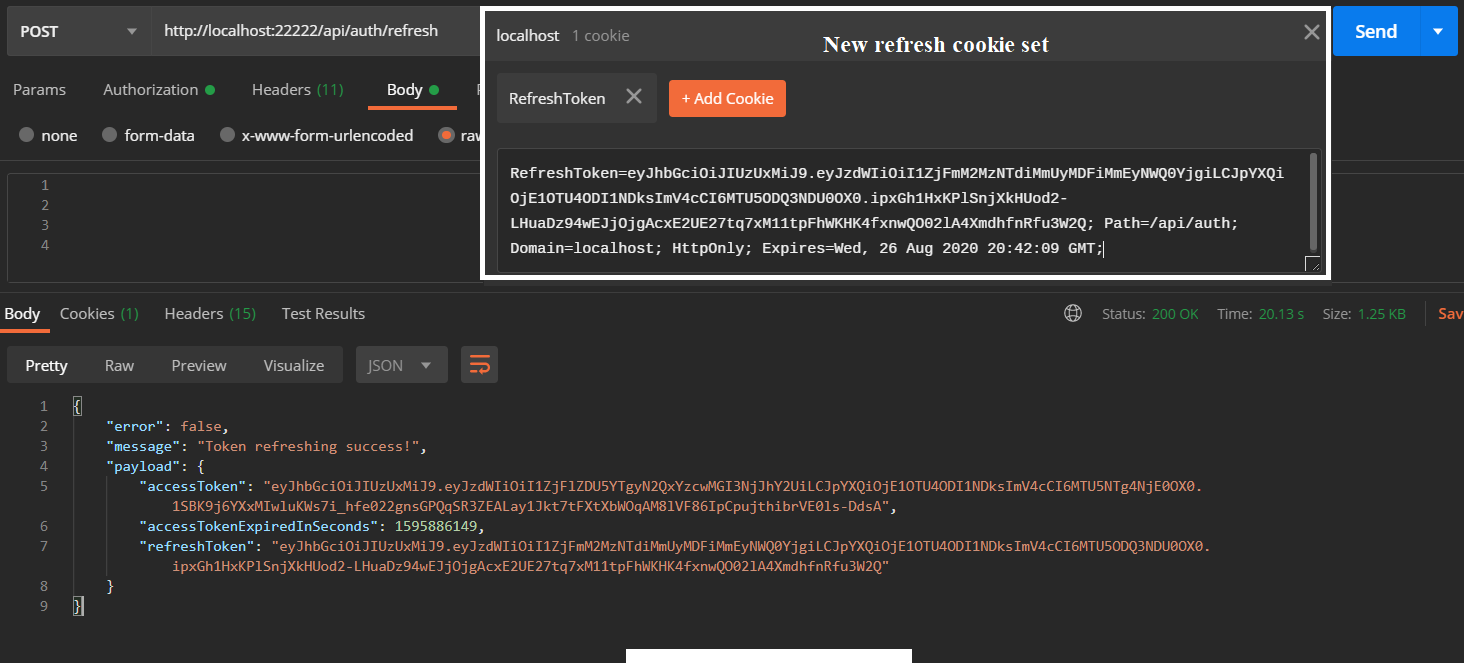 POST
http://localhost:22222/api/auth/refresh
localhost 1 cookie
New refresh cookie set
Send
Params Authorization Headers (11) Body
RefreshToken
+ Add Cookie
none form-data x-www-form-urlencoded raw
RefreshToken=eyJhbGciOiJIUzUxMiJ9.eyJzdWIiOiI1ZjFmM2MzNTdiMmUyMDFiMmEyNWQ0YjgiLCJpYXQi
OjE1OTU4ODI1NDksImV4cCI6MTU5ODQ3NDU0OX0.ipxGh1HxKPlSnjXkHUod2-
LHuaDz94wEJjOjgAcxE2UE27tq7xM11tpFhWKHK4fxnwQO02lA4XmdhfnRfu3W2Q; Path=/api/auth;
Domain=localhost; HttpOnly; Expires=Wed, 26 Aug 2020 20:42:09 GMT;
1
2
3
4
Body Cookies (1) Headers (15) Test Results
Status: 200 OK Time: 20.13 s Size: 1.25 KB Sav
Pretty Raw Preview Visualize JSON
1 {
2 "error": false,
3 "message": "Token refreshing success!",
4 "payload": {
5 "accessToken": "eyJhbGciOiJIUzUxMiJ9.eyJzdWIiOiI1ZjFlZDU5YTgyN2QxYzcwMGI3NjJhY2UiLCJpYXQiOjE1OTU4ODI1NDksImV4cCI6MTU5NTg4NjE0OX0.
1SBK9j6YXxMIwluKWs7i_hfe022gnsGPQqSR3ZEALay1Jkt7tFXtXbWOqAM8lVF86IpCpujthibrVE0ls-DdsA",
6 "accessTokenExpiredInSeconds": 1595886149,
7 "refreshToken": "eyJhbGciOiJIUzUxMiJ9.eyJzdWIiOiI1ZjFmM2MzNTdiMmUyMDFiMmEyNWQ0YjgiLCJpYXQiOjE1OTU4ODI1NDksImV4cCI6MTU5ODQ3NDU0OX0.
ipxGh1HxKPlSnjXkHUod2-LHuaDz94wEJjOjgAcxE2UE27tq7xM11tpFhWKHK4fxnwQO02lA4XmdhfnRfu3W2Q"
8 }
9 }